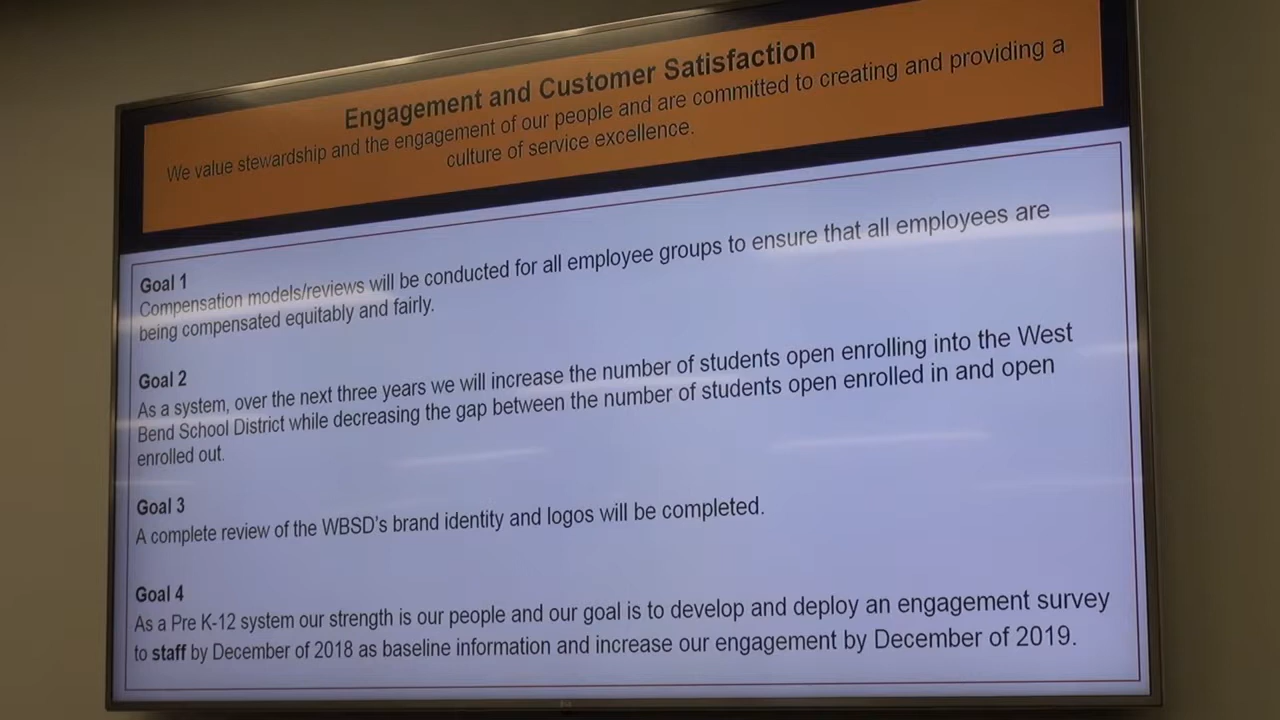 Engagement and Customer Satisfaction
We value stewardship and the engagement of our people and are committed to creating and providing a
culture of service excellence.
Goal 1
Compensation models/reviews will be conducted for all employee groups to ensure that all employees are
being compensated equitably and fairly.
Goal 2
As a system, over the next three years we will increase the number of students open enrolling into the West
Bend School District while decreasing the gap between the number of students open enrolled in and open
enrolled out.
Goal 3
A complete review of the WBSD's brand identity and logos will be completed.
Goal 4
As a Pre K-12 system our strength is our people and our goal is to develop and deploy an engagement survey
to staff by December of 2018 as baseline information and increase our engagement by December of 2019.